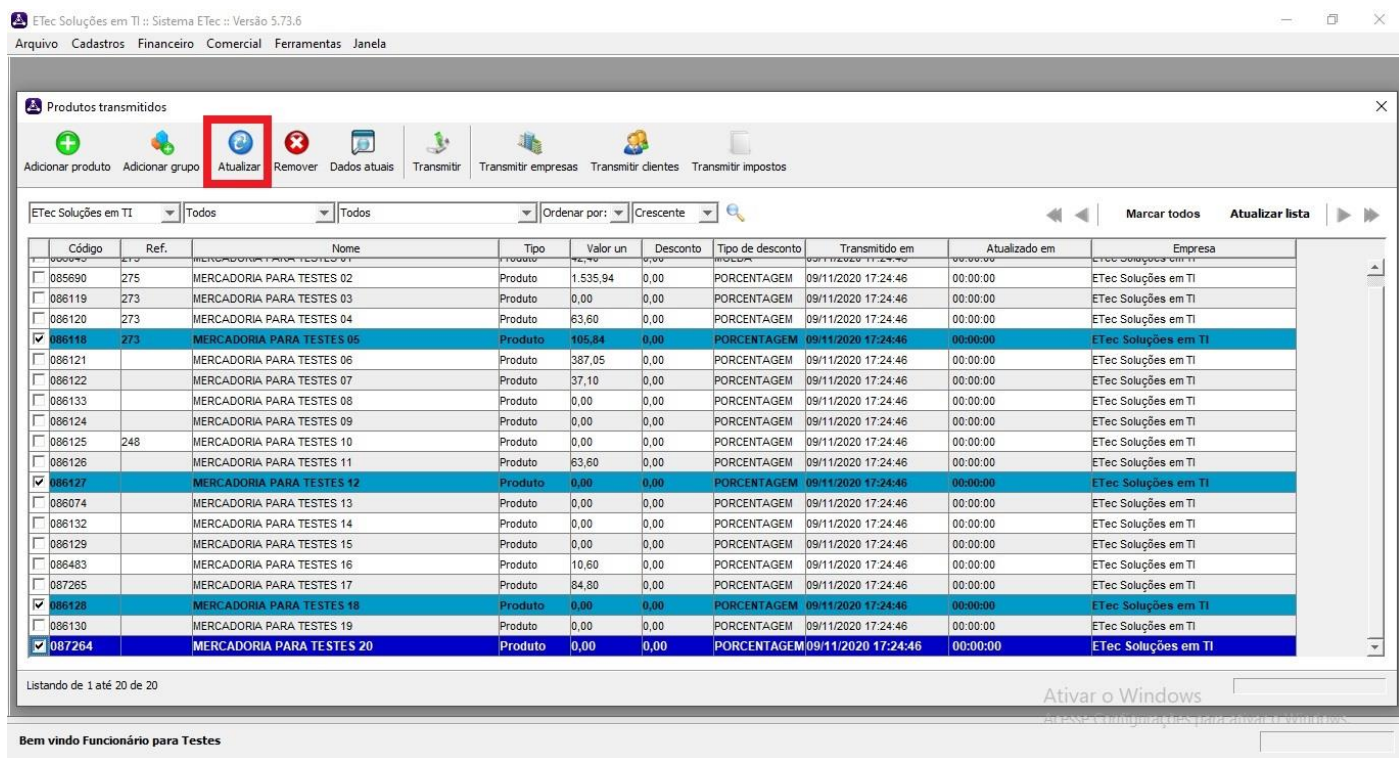 ETec Soluções em TI :: Sistema ETec :: Versão 5.73.6
Arquivo Cadastros Financeiro Comercial Ferramentas Janela
Produtos transmitidos
Adicionar produto Adicionar grupo Atualizar Remover Dados atuais Transmitir Transmitir empresas Transmitir clientes Transmitir impostos
ETec Soluções em TI Todos Todos Ordenar por: Crescente Marcar todos Atualizar lista
Código Ref. Nome Tipo Valor un Desconto Tipo de desconto Transmitido em Atualizado em Empresa
085690 275 MERCADORIA PARA TESTES 02 Produto 1.535,94 0,00 PORCENTAGEM 09/11/2020 17:24:46 00:00:00 ETec Soluções em TI
086119 273 MERCADORIA PARA TESTES 03 Produto 0,00 0,00 PORCENTAGEM 09/11/2020 17:24:46 00:00:00 ETec Soluções em TI
086120 273 MERCADORIA PARA TESTES 04 Produto 63,60 0,00 PORCENTAGEM 09/11/2020 17:24:46 00:00:00 ETec Soluções em TI
086118 273 MERCADORIA PARA TESTES 05 Produto 105,84 0,00 PORCENTAGEM 09/11/2020 17:24:46 00:00:00 ETec Soluções em TI
086121 MERCADORIA PARA TESTES 06 Produto 387,05 0,00 PORCENTAGEM 09/11/2020 17:24:46 00:00:00 ETec Soluções em TI
086122 MERCADORIA PARA TESTES 07 Produto 37,10 0,00 PORCENTAGEM 09/11/2020 17:24:46 00:00:00 ETec Soluções em TI
086133 MERCADORIA PARA TESTES 08 Produto 0,00 0,00 PORCENTAGEM 09/11/2020 17:24:46 00:00:00 ETec Soluções em TI
086124 MERCADORIA PARA TESTES 09 Produto 0,00 0,00 PORCENTAGEM 09/11/2020 17:24:46 00:00:00 ETec Soluções em TI
086125 248 MERCADORIA PARA TESTES 10 Produto 0,00 0,00 PORCENTAGEM 09/11/2020 17:24:46 00:00:00 ETec Soluções em TI
086126 MERCADORIA PARA TESTES 11 Produto 63,60 0,00 PORCENTAGEM 09/11/2020 17:24:46 00:00:00 ETec Soluções em TI
086127 MERCADORIA PARA TESTES 12 Produto 0,00 0,00 PORCENTAGEM 09/11/2020 17:24:46 00:00:00 ETec Soluções em TI
086074 MERCADORIA PARA TESTES 13 Produto 0,00 0,00 PORCENTAGEM 09/11/2020 17:24:46 00:00:00 ETec Soluções em TI
086132 MERCADORIA PARA TESTES 14 Produto 0,00 0,00 PORCENTAGEM 09/11/2020 17:24:46 00:00:00 ETec Soluções em TI
086129 MERCADORIA PARA TESTES 15 Produto 0,00 0,00 PORCENTAGEM 09/11/2020 17:24:46 00:00:00 ETec Soluções em TI
086483 MERCADORIA PARA TESTES 16 Produto 10,60 0,00 PORCENTAGEM 09/11/2020 17:24:46 00:00:00 ETec Soluções em TI
087265 MERCADORIA PARA TESTES 17 Produto 84,80 0,00 PORCENTAGEM 09/11/2020 17:24:46 00:00:00 ETec Soluções em TI
086128 MERCADORIA PARA TESTES 18 Produto 0,00 0,00 PORCENTAGEM 09/11/2020 17:24:46 00:00:00 ETec Soluções em TI
086130 MERCADORIA PARA TESTES 19 Produto 0,00 0,00 PORCENTAGEM 09/11/2020 17:24:46 00:00:00 ETec Soluções em TI
087264 MERCADORIA PARA TESTES 20 Produto 0,00 0,00 PORCENTAGEM 09/11/2020 17:24:46 00:00:00 ETec Soluções em TI
Listando de 1 até 20 de 20
Ativar o Windows
Acesse Configurações para ativar o Windows.
Bem vindo Funcionário para Testes